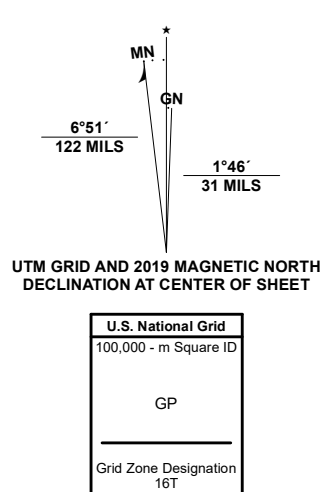 MN
GN
6°51´
122 MILS
1°46´
31 MILS
UTM GRID AND 2019 MAGNETIC NORTH
DECLINATION AT CENTER OF SHEET
U.S. National Grid
100,000 - m Square ID
GP
Grid Zone Designation
16T